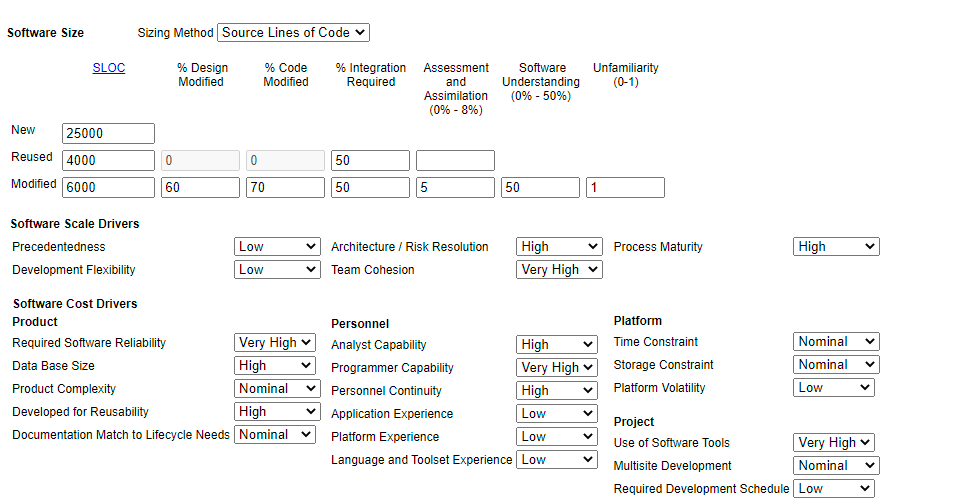 Software Size Sizing Method Source Lines of Code
SLOC % Design Modified % Code Modified % Integration Required Assessment and Assimilation (0% - 8%) Software Understanding (0% - 50%) Unfamiliarity (0-1)
New 25000
Reused 4000 0 0 50
Modified 6000 60 70 50 5 50 1
Software Scale Drivers
Precedentedness Low Architecture / Risk Resolution High Process Maturity High
Development Flexibility Low Team Cohesion Very High
Software Cost Drivers
Product
Required Software Reliability Very High
Data Base Size High
Product Complexity Nominal
Developed for Reusability High
Documentation Match to Lifecycle Needs Nominal
Personnel
Analyst Capability High
Programmer Capability Very High
Personnel Continuity High
Application Experience Low
Platform Experience Low
Language and Toolset Experience Low
Platform
Time Constraint Nominal
Storage Constraint Nominal
Platform Volatility Low
Project
Use of Software Tools Very High
Multisite Development Nominal
Required Development Schedule Low